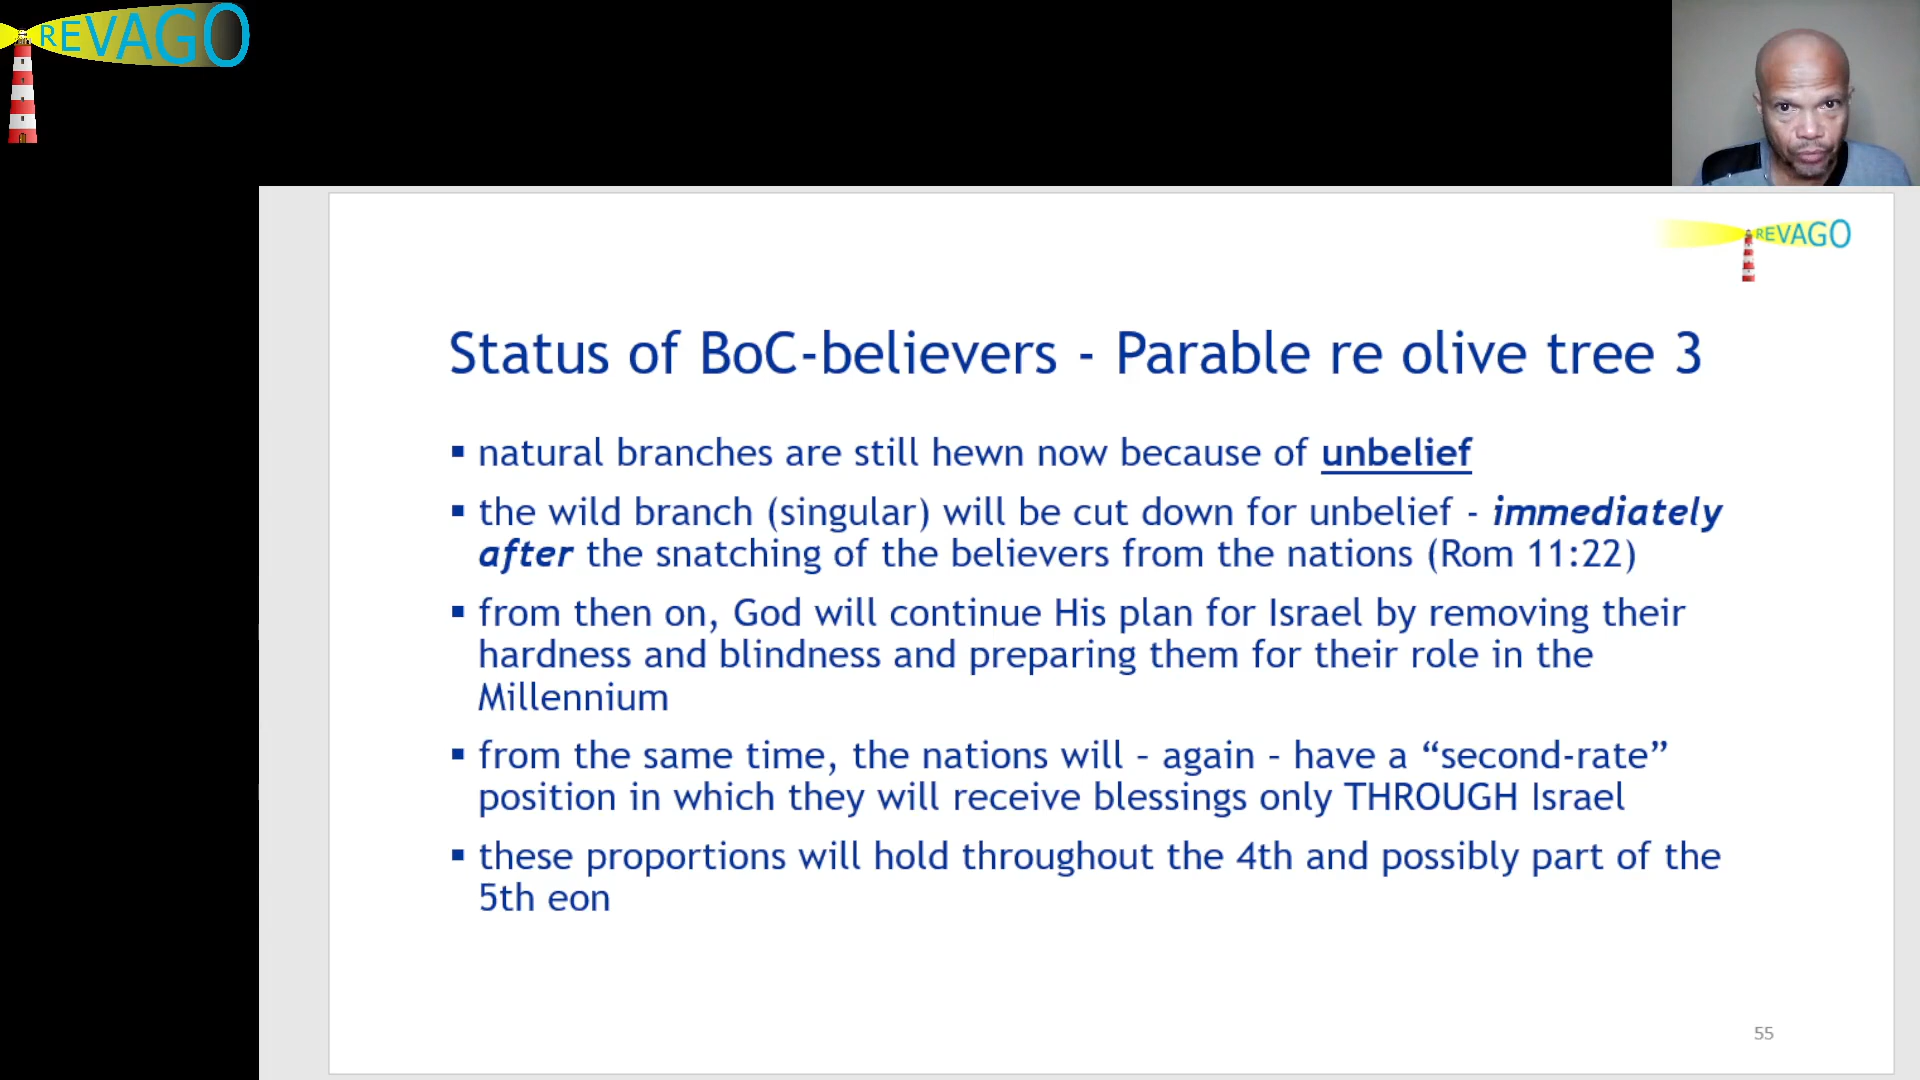 REVAGO
REVAGO
Status of BoC-believers - Parable re olive tree 3
▪ natural branches are still hewn now because of unbelief
▪ the wild branch (singular) will be cut down for unbelief - immediately
after the snatching of the believers from the nations (Rom 11:22)
▪ from then on, God will continue His plan for Israel by removing their
hardness and blindness and preparing them for their role in the
Millennium
▪ from the same time, the nations will – again – have a “second-rate”
position in which they will receive blessings only THROUGH Israel
▪ these proportions will hold throughout the 4th and possibly part of the
5th eon
55